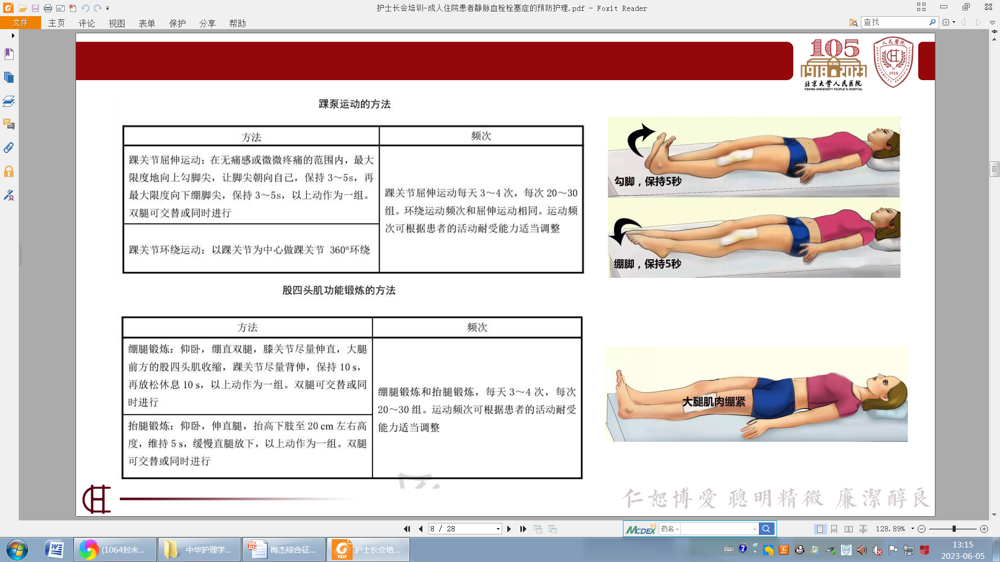 护士长会培训-成人住院患者静脉血栓栓塞症的预防护理.pdf - Foxit Reader
文件 主页 评论 视图 表单 保护 分享 帮助
查找
105
北京大学人民医院
PEKING UNIVERSITY PEOPLE'S HOSPITAL
人民醫院
PEKING UNIVERSITY PEOPLE'S HOSPITAL
1918
踝泵运动的方法
方法 频次
踝关节屈伸运动：在无痛感或微微疼痛的范围内，最大
限度地向上勾脚尖，让脚尖朝向自己，保持 3～5s，再
最大限度向下绷脚尖，保持 3～5s，以上动作为一组。
双腿可交替或同时进行
踝关节环绕运动：以踝关节为中心做踝关节 360°环绕
踝关节屈伸运动每天 3～4 次，每次 20～30
组。环绕运动频次和屈伸运动相同。运动频
次可根据患者的活动耐受能力适当调整
勾脚，保持5秒
绷脚，保持5秒
股四头肌功能锻炼的方法
方法 频次
绷腿锻炼：仰卧，绷直双腿，膝关节尽量伸直，大腿
前方的股四头肌收缩，踝关节尽量背伸，保持 10 s，
再放松休息 10 s，以上动作为一组。双腿可交替或同
时进行
抬腿锻炼：仰卧，伸直腿，抬高下肢至 20 cm 左右高
度，维持 5 s，缓慢直腿放下，以上动作为一组。双腿
可交替或同时进行
绷腿锻炼和抬腿锻炼，每天 3～4 次，每次
20～30 组。运动频次可根据患者的活动耐受
能力适当调整
大腿肌肉绷紧
仁恕博愛 聰明精微 廉潔醇良
8 / 28
MCDEX V3 药名
128.89%
(1064封未...
中华护理学...
梅杰综合征...
护士长会培...
13:15
2023-06-05